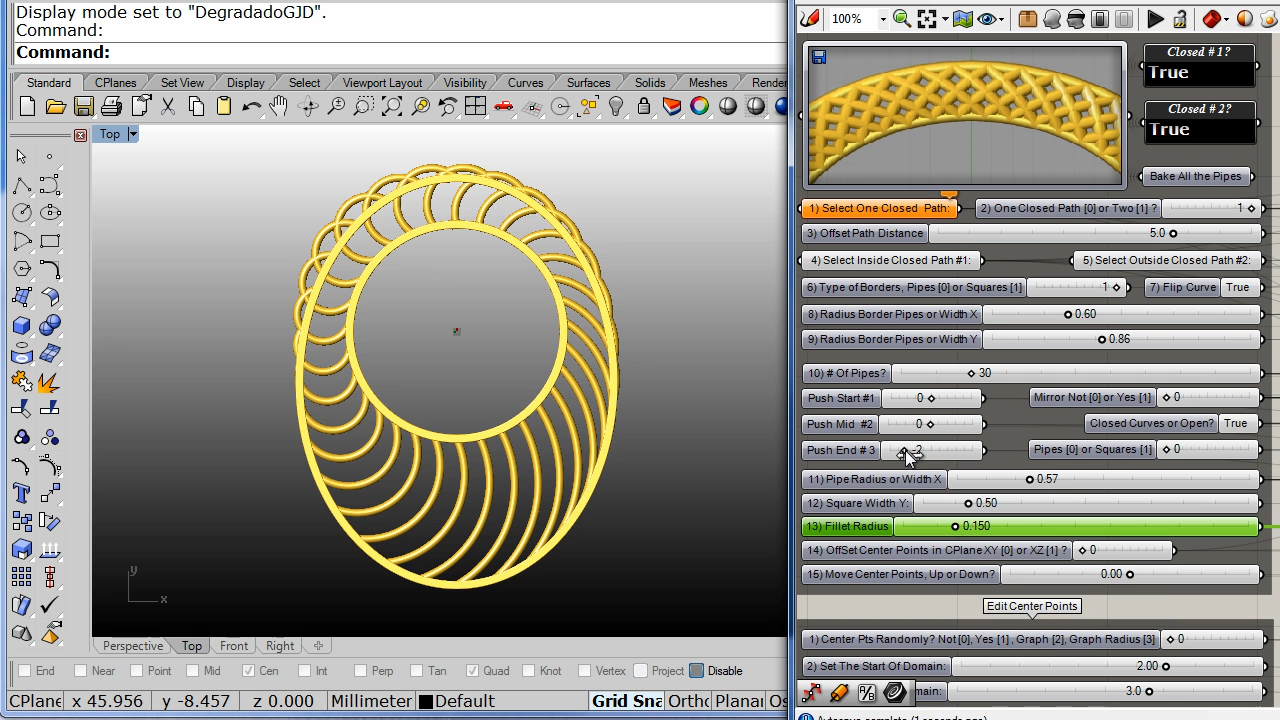 Display mode set to "DegradadoGJD".
Command:
Command:
Standard CPlanes Set View Display Select Viewport Layout Visibility Curves Surfaces Solids Meshes Render
Top
100%
Closed # 1?
True
Closed # 2?
True
Bake All the Pipes
1) Select One Closed Path:
2) One Closed Path [0] or Two [1] ? 1
3) Offset Path Distance 5.0
4) Select Inside Closed Path #1:
5) Select Outside Closed Path #2:
6) Type of Borders, Pipes [0] or Squares [1] 1
7) Flip Curve True
8) Radius Border Pipes or Width X 0.60
9) Radius Border Pipes or Width Y 0.86
10) # Of Pipes? 30
Push Start #1 0
Mirror Not [0] or Yes [1] 0
Push Mid #2 0
Closed Curves or Open? True
Push End # 3
Pipes [0] or Squares [1] 0
11) Pipe Radius or Width X 0.57
12) Square Width Y: 0.50
13) Fillet Radius 0.150
14) OffSet Center Points in CPlane XY [0] or XZ [1] ? 0
15) Move Center Points, Up or Down? 0.00
Edit Center Points
1) Center Pts Randomly? Not [0], Yes [1] , Graph [2], Graph Radius [3] 0
2) Set The Start Of Domain: 2.00
main: 3.0
y
x
Perspective Top Front Right
End Near Point Mid Cen Int Perp Tan Quad Knot Vertex Project Disable
CPlane x 45.956 y 5.457 z 0.000 Millimeter Default Grid Sna Ortho Planar Os
Autosave complete (1 seconds ago)